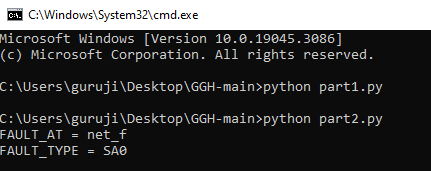 C:\Windows\System32\cmd.exe
Microsoft Windows [Version 10.0.19045.3086]
(c) Microsoft Corporation. All rights reserved.
C:\Users\guruji\Desktop\GGH-main>python part1.py
C:\Users\guruji\Desktop\GGH-main>python part2.py
FAULT_AT = net_f
FAULT_TYPE = SA0